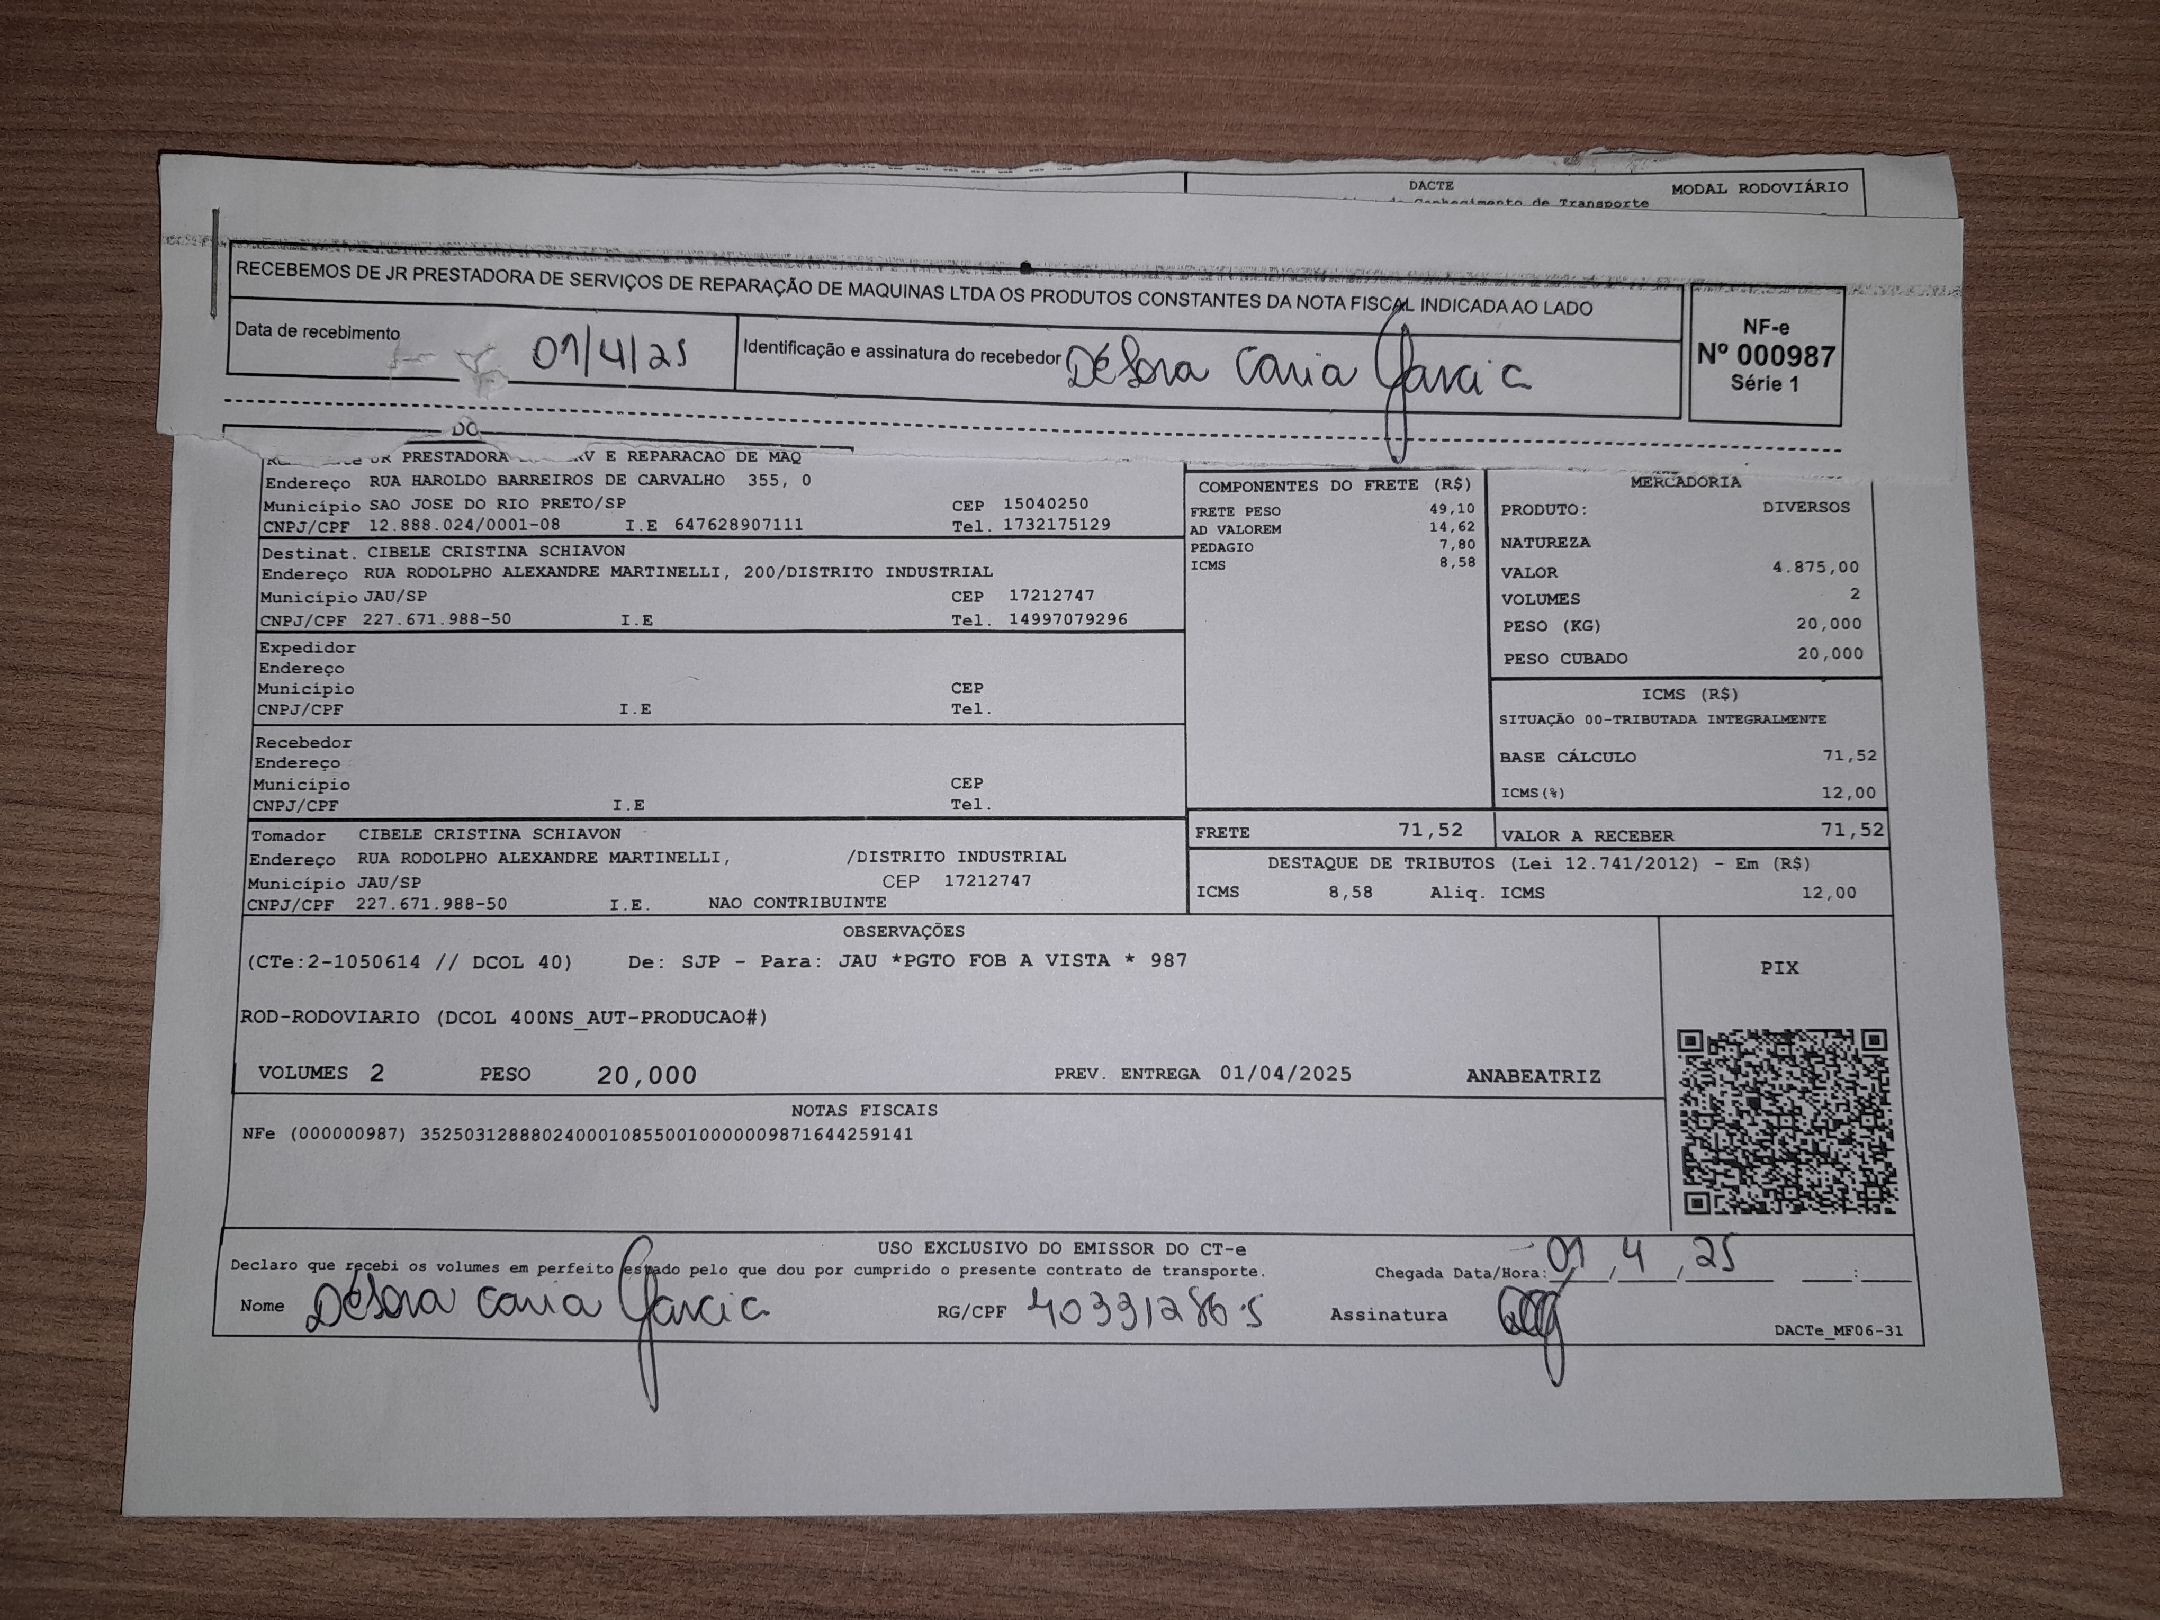 DACTE
MODAL RODOVIÁRIO
de Transporte
RECEBEMOS DE JR PRESTADORA DE SERVIÇOS DE REPARAÇÃO DE MAQUINAS LTDA OS PRODUTOS CONSTANTES DA NOTA FISCAL INDICADA AO LADO
Data de recebimento 01/4/25
Identificação e assinatura do recebedor Débora Garcia
NF-e
Nº 000987
Série 1
JR PRESTADORA E REPARACAO DE MAQ
Endereço RUA HAROLDO BARREIROS DE CARVALHO 355, 0
Município SAO JOSE DO RIO PRETO/SP CEP 15040250
CNPJ/CPF 12.888.024/0001-08 I.E 647628907111 Tel. 1732175129
Destinat. CIBELE CRISTINA SCHIAVON
Endereço RUA RODOLPHO ALEXANDRE MARTINELLI, 200/DISTRITO INDUSTRIAL
Município JAU/SP CEP 17212747
CNPJ/CPF 227.671.988-50 I.E Tel. 14997079296
Expedidor
Endereço
Município CEP
CNPJ/CPF I.E Tel.
Recebedor
Endereço
Município CEP
CNPJ/CPF I.E Tel.
Tomador CIBELE CRISTINA SCHIAVON
Endereço RUA RODOLPHO ALEXANDRE MARTINELLI, /DISTRITO INDUSTRIAL
Município JAU/SP CEP 17212747
CNPJ/CPF 227.671.988-50 I.E. NAO CONTRIBUINTE
COMPONENTES DO FRETE (R$)
FRETE PESO 49,10
AD VALOREM 14,62
PEDAGIO 7,80
ICMS 8,58
MERCADORIA
PRODUTO: DIVERSOS
NATUREZA
VALOR 4.875,00
VOLUMES 2
PESO (KG) 20,000
PESO CUBADO 20,000
ICMS (R$)
SITUAÇÃO 00-TRIBUTADA INTEGRALMENTE
BASE CÁLCULO 71,52
ICMS(%) 12,00
FRETE 71,52
VALOR A RECEBER 71,52
DESTAQUE DE TRIBUTOS (Lei 12.741/2012) - Em (R$)
ICMS 8,58 Aliq. ICMS 12,00
OBSERVAÇÕES
(CTe:2-1050614 // DCOL 40) De: SJP - Para: JAU *PGTO FOB A VISTA * 987
ROD-RODOVIARIO (DCOL 400NS_AUT-PRODUCAO#)
VOLUMES 2 PESO 20,000 PREV. ENTREGA 01/04/2025 ANABEATRIZ
PIX
NOTAS FISCAIS
NFe (000000987) 35250312888024000108550010000009871644259141
USO EXCLUSIVO DO EMISSOR DO CT-e
Declaro que recebi os volumes em perfeito estado pelo que dou por cumprido o presente contrato de transporte.
Chegada Data/Hora: 01/4/25 :
Nome Débora Garcia RG/CPF 40331286-5 Assinatura
DACTe_MF06-31